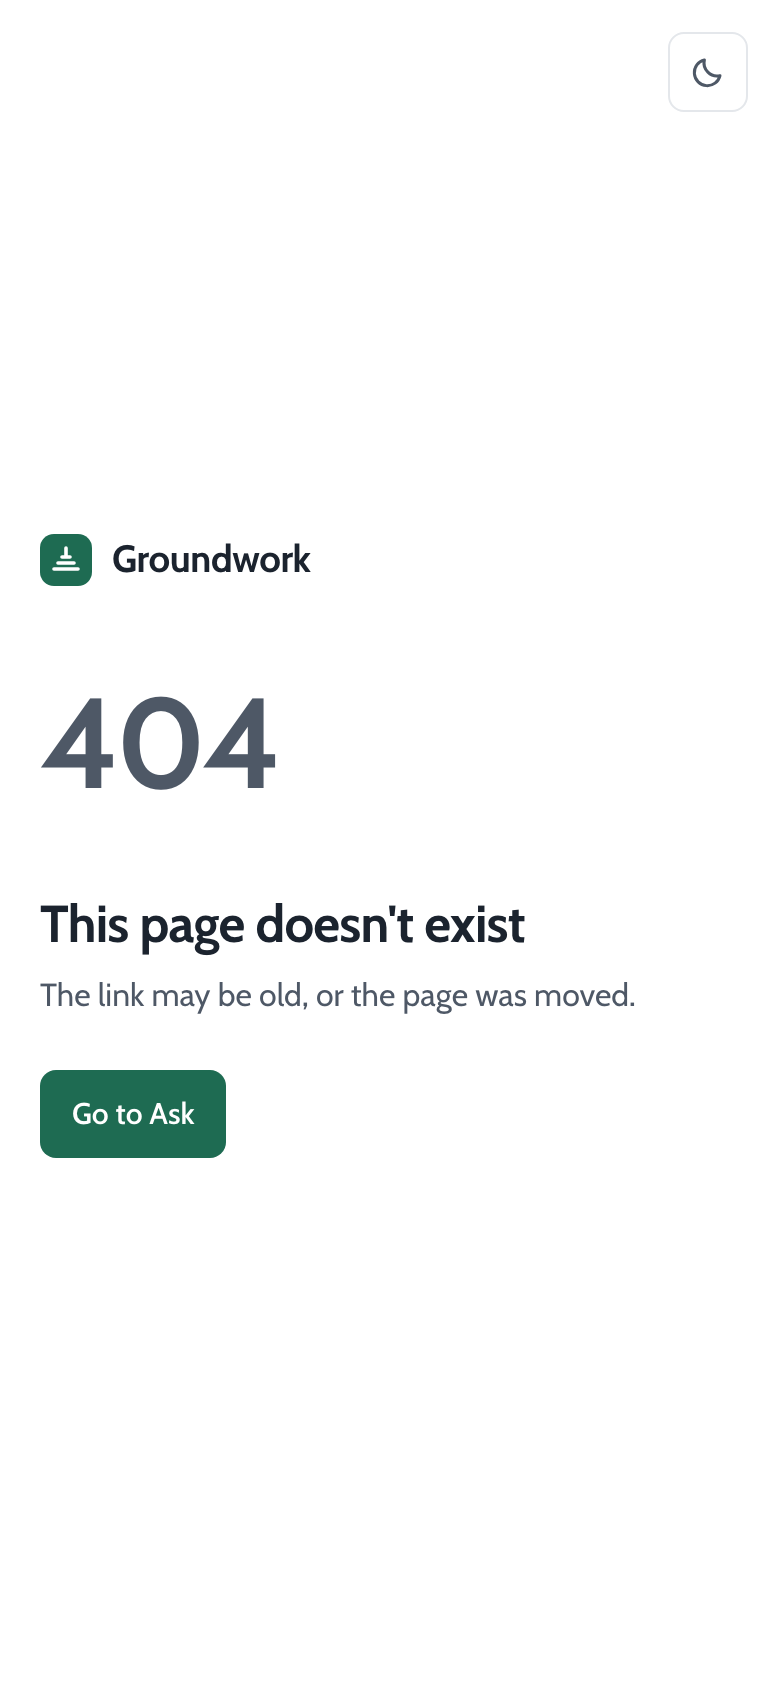 Groundwork
404
This page doesn't exist
The link may be old, or the page was moved.
Go to Ask